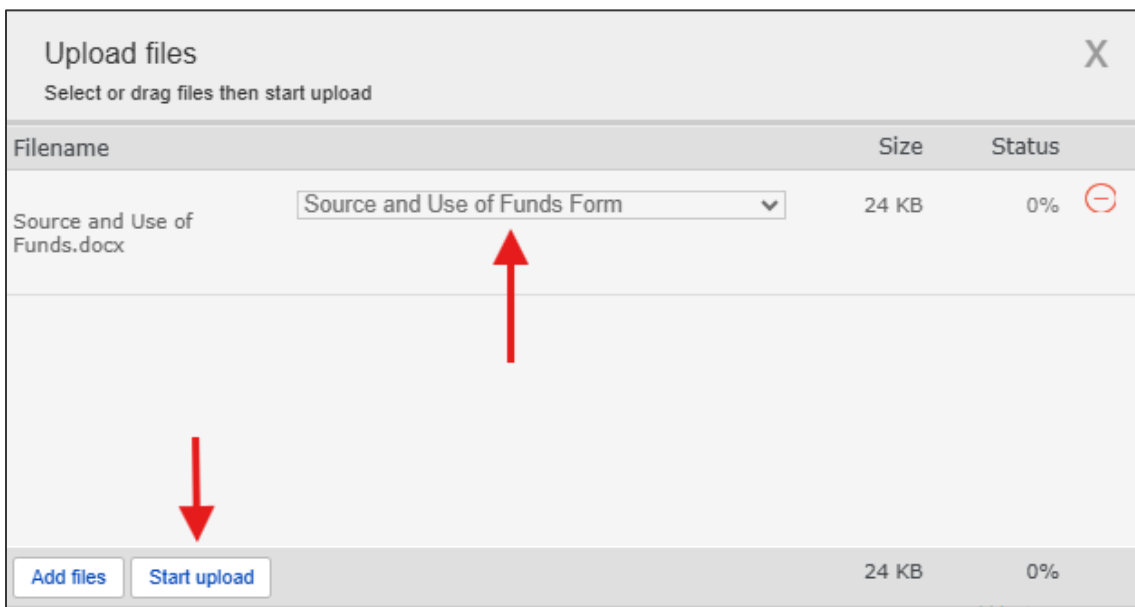 Upload files
X
Select or drag files then start upload
Filename Size Status
Source and Use of Funds.docx
Source and Use of Funds Form
24 KB 0%
Add files Start upload 24 KB 0%